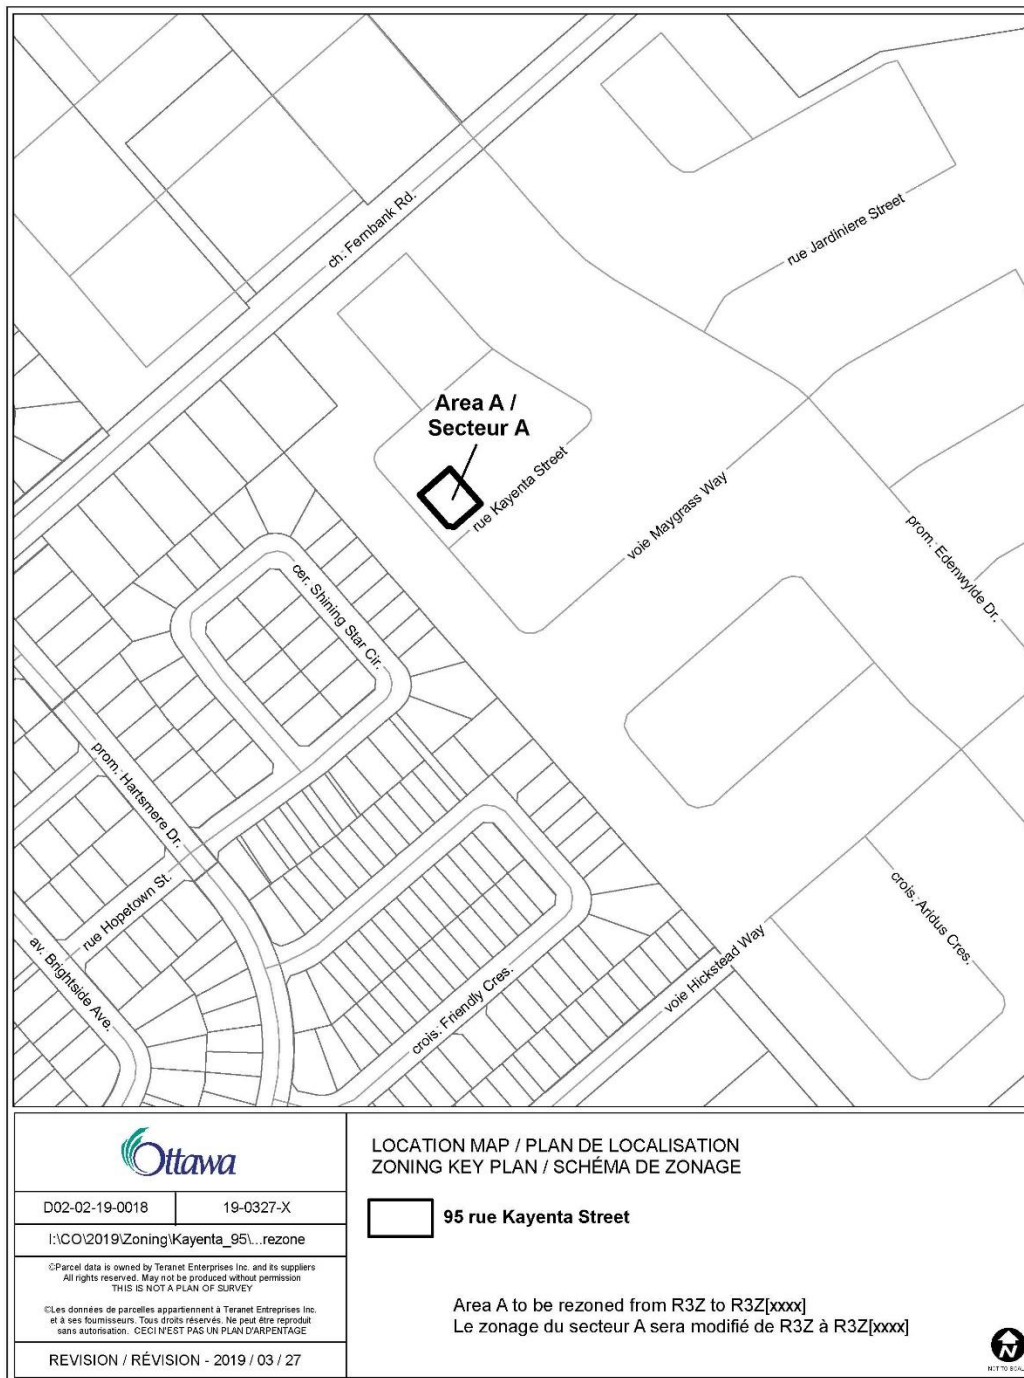 ch. Fernbank Rd.
rue Jardiniere Street
Area A /
Secteur A
rue Kayenta Street
voie Maygrass Way
prom. Edenwylde Dr.
cer. Shining Star Cir.
prom. Hartsmere Dr.
rue Hopetown St.
av. Brightside Ave.
crois. Friendly Cres.
voie Hickstead Way
crois. Aridus Cres.
Ottawa
D02-02-19-0018
19-0327-X
I:\CO\2019\Zoning\Kayenta_95\...rezone
©Parcel data is owned by Teranet Enterprises Inc. and its suppliers
All rights reserved. May not be produced without permission
THIS IS NOT A PLAN OF SURVEY
©Les données de parcelles appartiennent à Teranet Entreprises Inc.
et à ses fournisseurs. Tous droits réservés. Ne peut être reproduit
sans autorisation. CECI N'EST PAS UN PLAN D'ARPENTAGE
REVISION / RÉVISION - 2019 / 03 / 27
LOCATION MAP / PLAN DE LOCALISATION
ZONING KEY PLAN / SCHÉMA DE ZONAGE
95 rue Kayenta Street
Area A to be rezoned from R3Z to R3Z[xxxx]
Le zonage du secteur A sera modifié de R3Z à R3Z[xxxx]
N